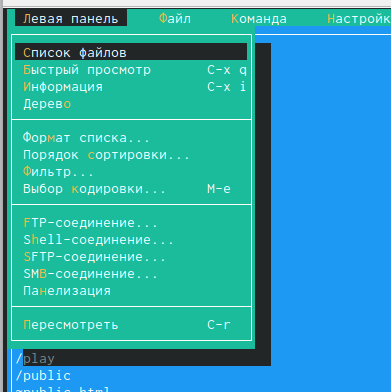 Левая панель Файл Команда Настройк
Список файлов
Быстрый просмотр C-x q
Информация C-x i
Дерево
Формат списка...
Порядок сортировки...
Фильтр...
Выбор кодировки... M-e
FTP-соединение...
Shell-соединение...
SFTP-соединение...
SMB-соединение...
Панелизация
Пересмотреть C-r
/play
/public
~public_html